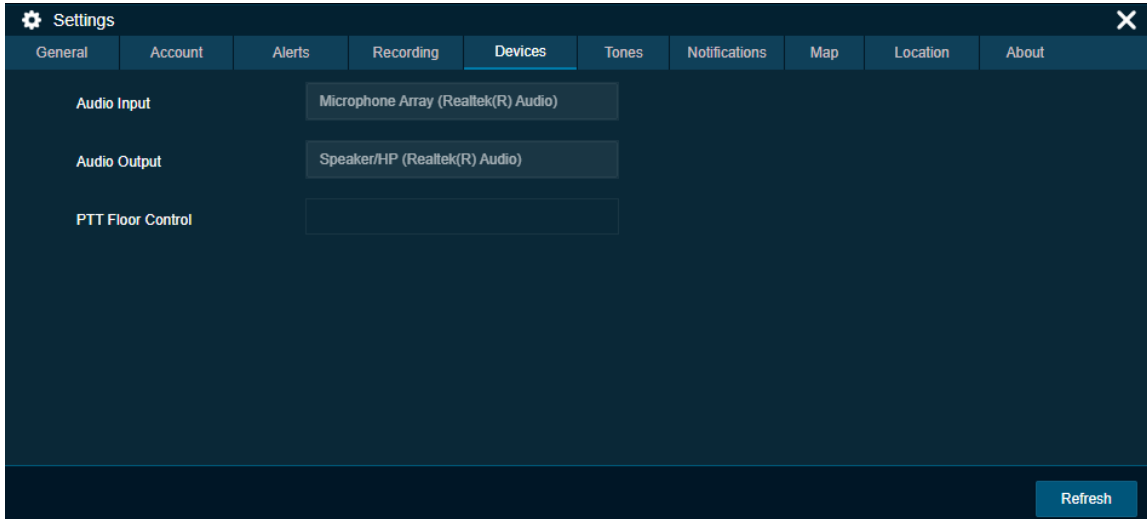 Settings
General Account Alerts Recording Devices Tones Notifications Map Location About
Audio Input Microphone Array (Realtek(R) Audio)
Audio Output Speaker/HP (Realtek(R) Audio)
PTT Floor Control
Refresh